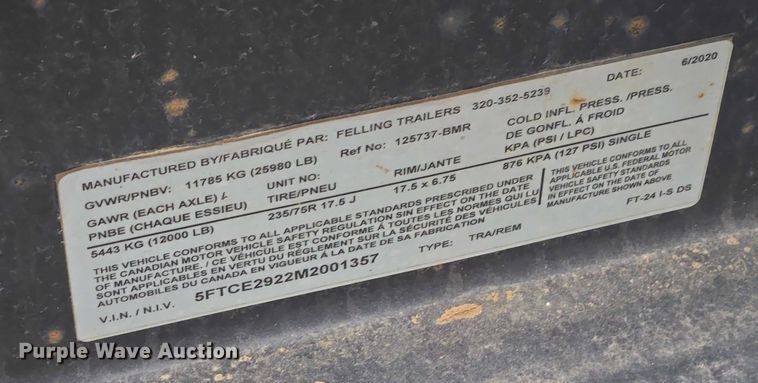 MANUFACTURED BY/FABRIQUÉ PAR: FELLING TRAILERS 320-352-5239 DATE: 6/2020
GVWR/PNBV: 11785 KG (25980 LB) Ref No: 125737-BMR COLD INFL. PRESS. /PRESS.
DE GONFL. Á FROID
GAWR (EACH AXLE) / UNIT NO: RIM/JANTE KPA (PSI / LPC)
PNBE (CHAQUE ESSIEU) TIRE/PNEU 17.5 x 6.75 876 KPA (127 PSI) SINGLE
5443 KG (12000 LB) 235/75R 17.5 J
THIS VEHICLE CONFORMS TO ALL APPLICABLE STANDARDS PRESCRIBED UNDER
THE CANADIAN MOTOR VEHICLE SAFETY REGULATION SIN EFFECT ON THE DATE
OF MANUFACTURE / CE VÉHICULE EST CONFORME À TOUTES LES NORMES QUI LU
SONT APPLICABLES EN VERTU DU RÉGLEMENT SUR LA SÉCURITÉ DES VÉHICULES
AUTOMOBILES DU CANADA EN VIGUEUR À LA DATE DE SA FABRICATION
THIS VEHICLE CONFORMS TO ALL
APPLICABLE U.S. FEDERAL MOTOR
VEHICLE SAFETY STANDARDS
IN EFFECT ON THE DATE OF
MANUFACTURE SHOWN ABOVE
V.I.N. / N.I.V. 5FTCE2922M2001357 TYPE: TRA/REM FT-24 I-S DS
Purple Wave Auction